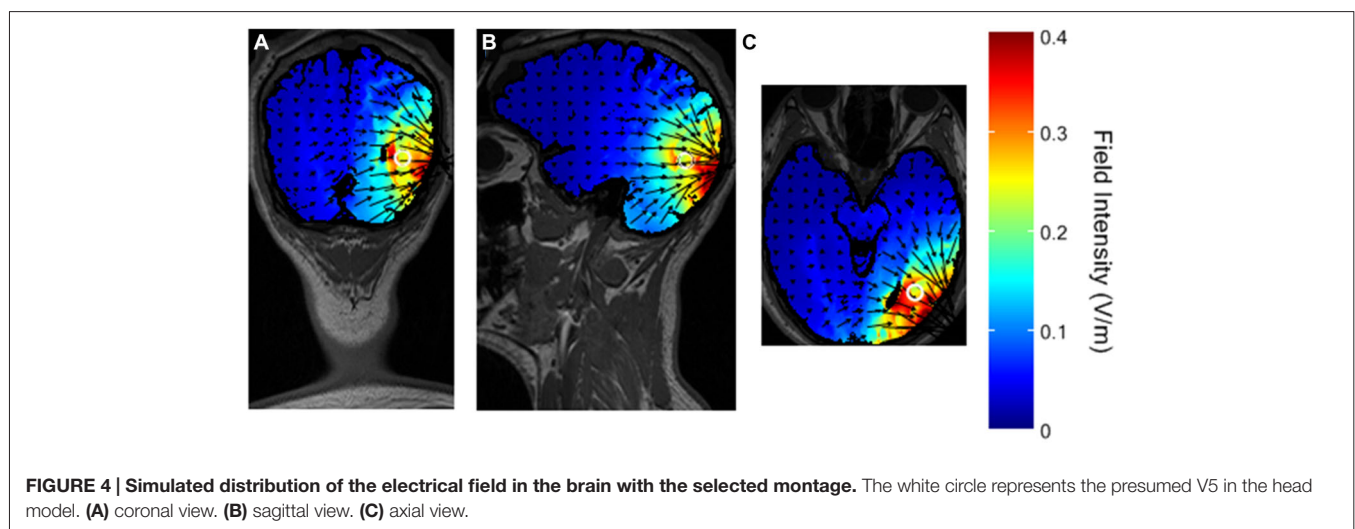 A
B
C
0.4
0.3
0.2
0.1
0
Field Intensity (V/m)
FIGURE 4 | Simulated distribution of the electrical field in the brain with the selected montage. The white circle represents the presumed V5 in the head
model. (A) coronal view. (B) sagittal view. (C) axial view.